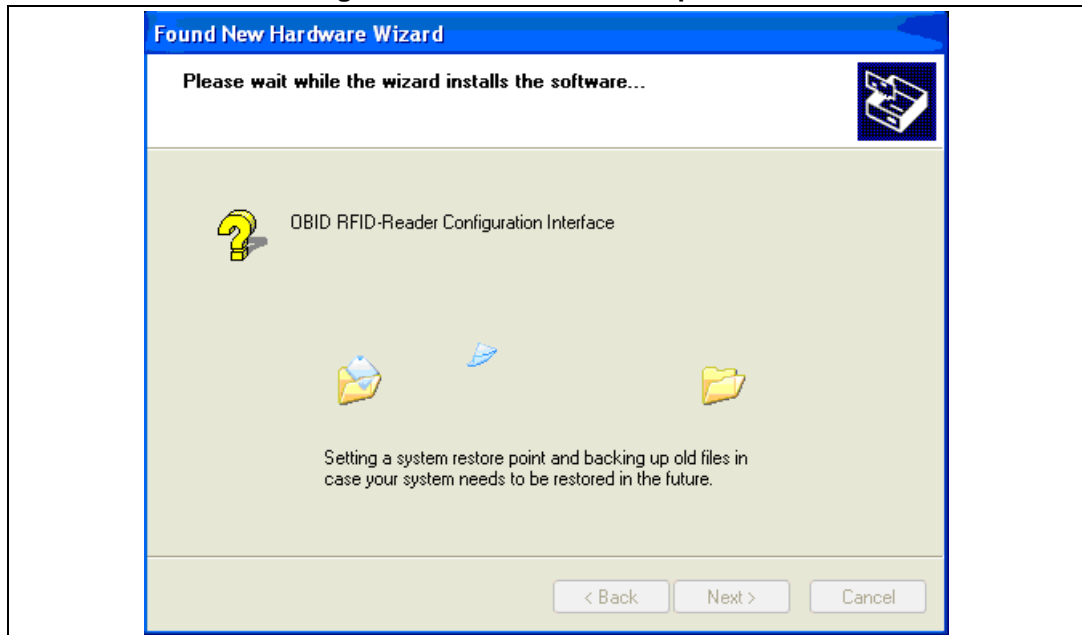 Found New Hardware Wizard
Please wait while the wizard installs the software...
OBID RFID-Reader Configuration Interface
Setting a system restore point and backing up old files in
case your system needs to be restored in the future.
< Back
Next >
Cancel